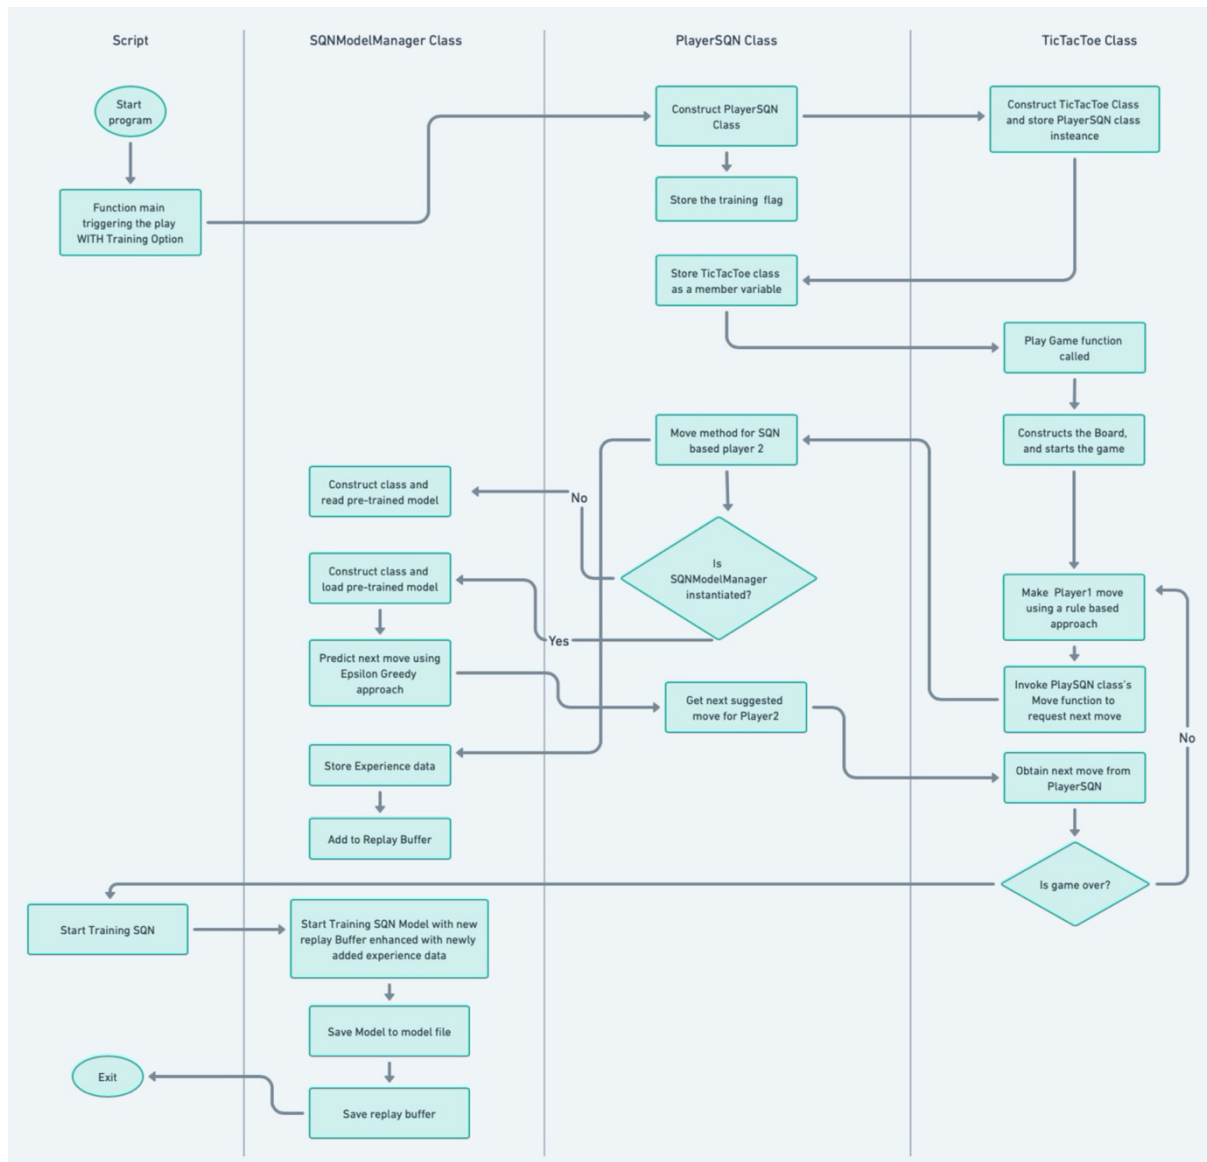 Script
SQNModelManager Class
PlayerSQN Class
TicTacToe Class
Start
program
Function main
triggering the play
WITH Training Option
Construct PlayerSQN
Class
Construct TicTacToe Class
and store PlayerSQN class
insteance
Store the training flag
Store TicTacToe class
as a member variable
Play Game function
called
Constructs the Board,
and starts the game
Move method for SQN
based player 2
Construct class and
read pre-trained model
No
Is
SQNModelManager
instantiated?
Construct class and
load pre-trained model
Yes
Make Player1 move
using a rule based
approach
Predict next move using
Epsilon Greedy
approach
Invoke PlaySQN class's
Move function to
request next move
Get next suggested
move for Player2
No
Store Experience data
Obtain next move from
PlayerSQN
Add to Replay Buffer
Is game over?
Start Training SQN
Start Training SQN Model with new
replay Buffer enhanced with newly
added experience data
Save Model to model file
Exit
Save replay buffer